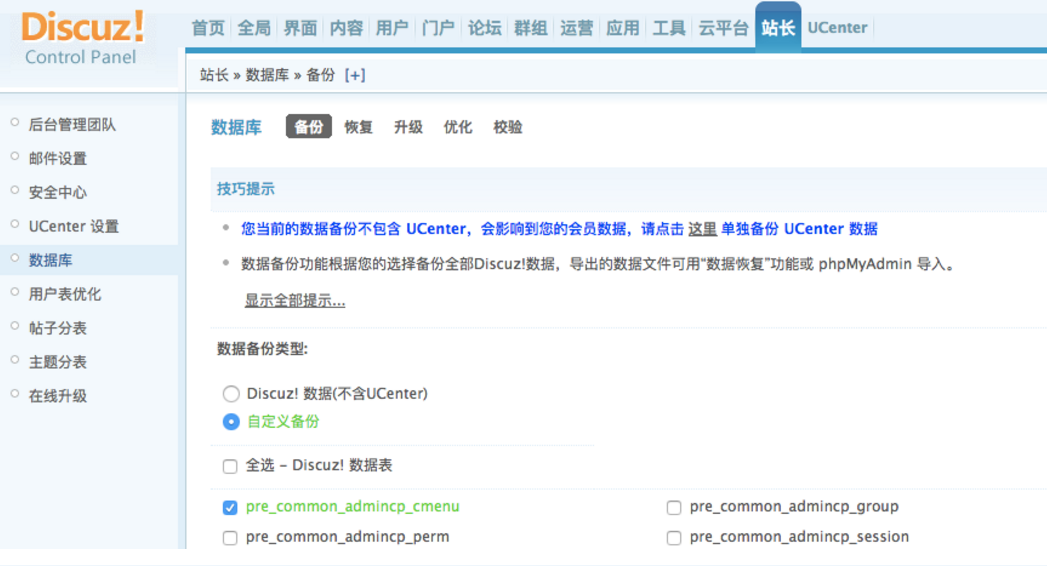 Discuz!
Control Panel
首页 全局 界面 内容 用户 门户 论坛 群组 运营 应用 工具 云平台 站长 UCenter
站长 » 数据库 » 备份 [+]
后台管理团队
邮件设置
安全中心
UCenter 设置
数据库
用户表优化
帖子分表
主题分表
在线升级
数据库 备份 恢复 升级 优化 校验
技巧提示
您当前的数据备份不包含 UCenter，会影响到您的会员数据，请点击 这里 单独备份 UCenter 数据
数据备份功能根据您的选择备份全部Discuz!数据，导出的数据文件可用“数据恢复”功能或 phpMyAdmin 导入。
显示全部提示...
数据备份类型:
Discuz! 数据(不含UCenter)
自定义备份
全选 - Discuz! 数据表
pre_common_admincp_cmenu pre_common_admincp_group
pre_common_admincp_perm pre_common_admincp_session